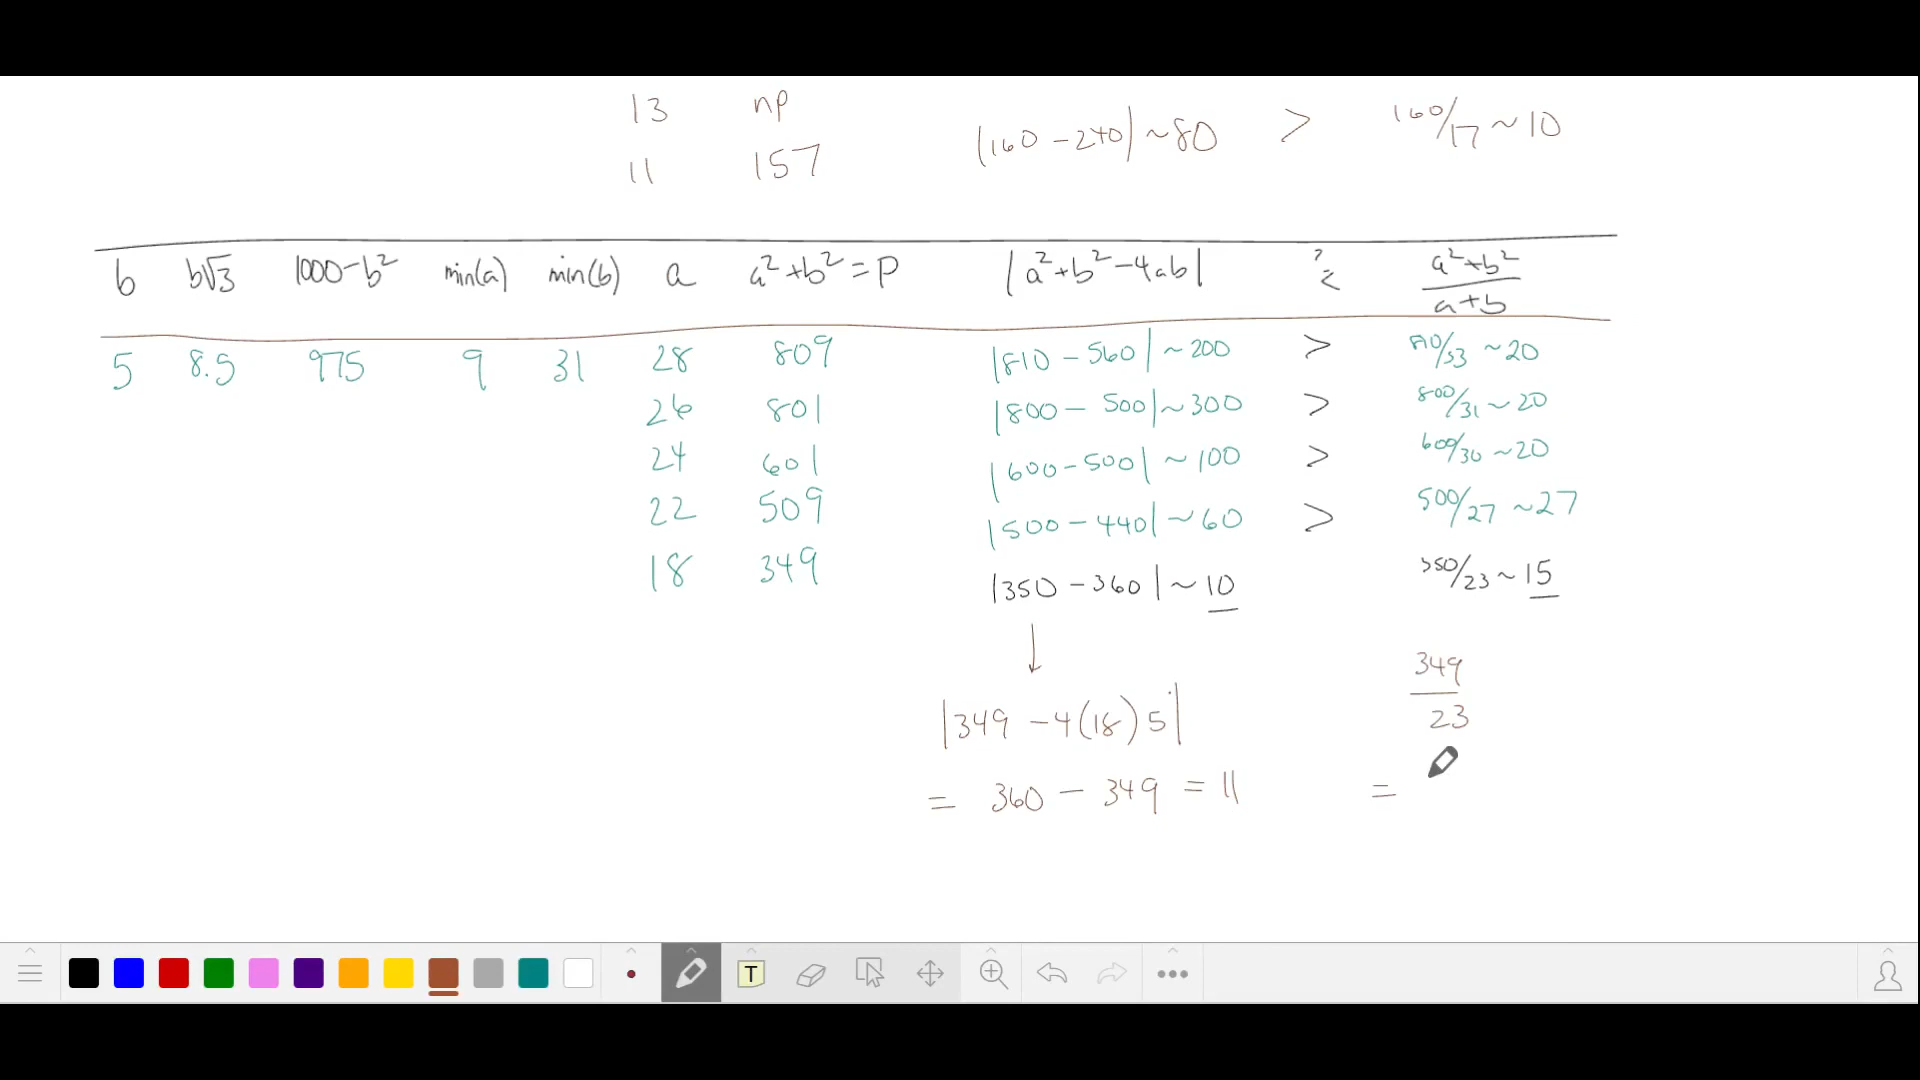 13 np |160 - 240| ~ 80 > 160/17 ~ 10
11 157
b b√3 1000-b² min(a) min(b) a a²+b²=p |a²+b²-4ab| ?≤ a²+b²/a+b
5 8.5 975 9 31 28 809 |810 - 560| ~ 200 > 810/33 ~ 20
26 801 |800 - 500| ~ 300 > 800/31 ~ 20
24 601 |600 - 500| ~ 100 > 600/30 ~ 20
22 509 |500 - 440| ~ 60 > 500/27 ~ 27
18 349 |350 - 360| ~ 10 350/23 ~ 15
|349 - 4(18)5| 349/23
= 360 - 349 = 11 =
T